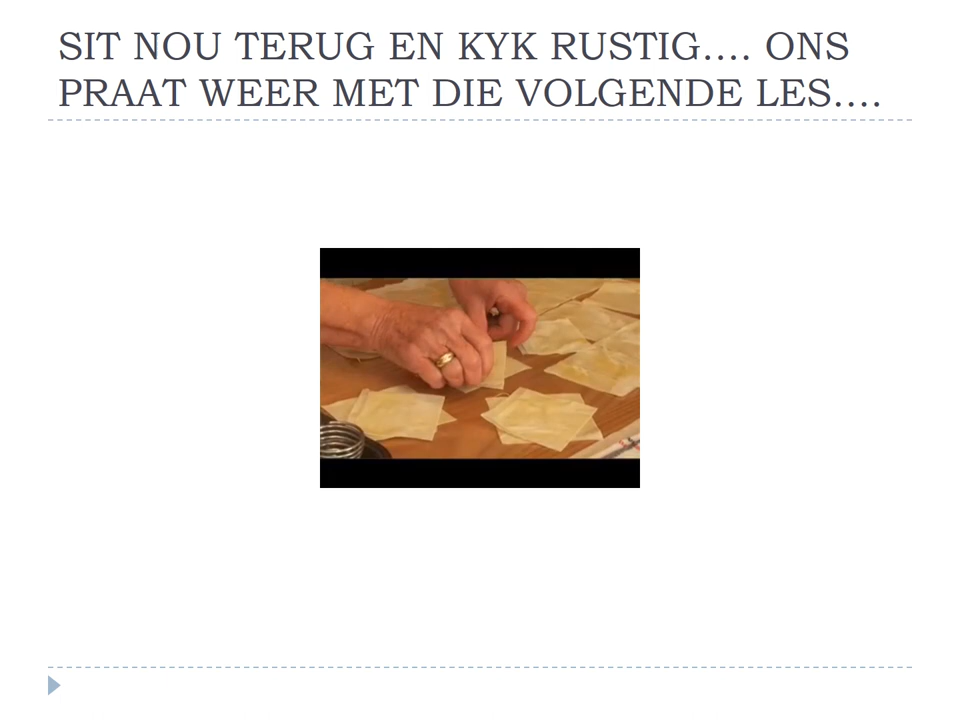 SIT NOU TERUG EN KYK RUSTIG.... ONS
PRAAT WEER MET DIE VOLGENDE LES....